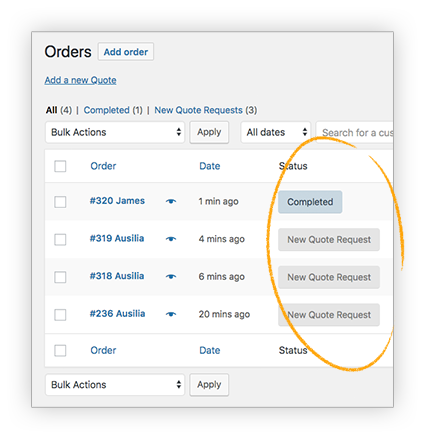 Orders Add order
Add a new Quote
All (4) | Completed (1) | New Quote Requests (3)
Bulk Actions Apply All dates Search for a cus
Order Date Status
#320 James 1 min ago Completed
#319 Ausilia 4 mins ago New Quote Request
#318 Ausilia 6 mins ago New Quote Request
#236 Ausilia 20 mins ago New Quote Request
Order Date Status
Bulk Actions Apply